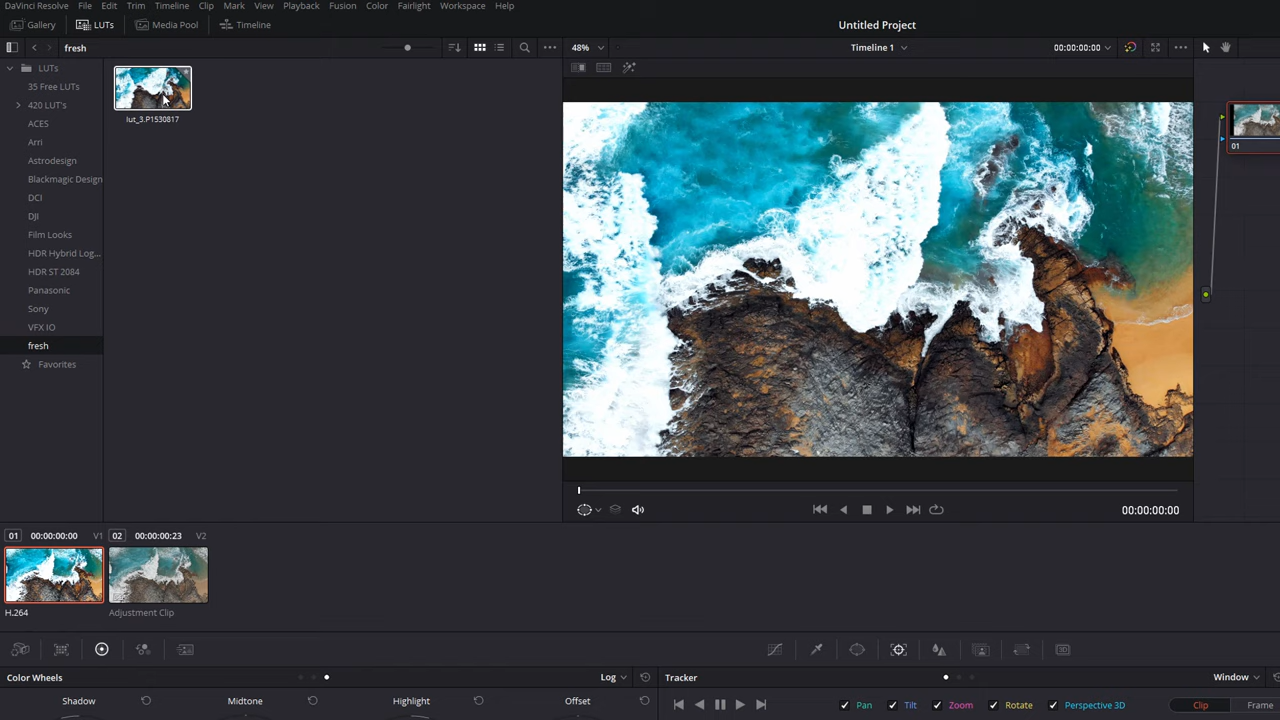 DaVinci Resolve File Edit Trim Timeline Clip Mark View Playback Fusion Color Fairlight Workspace Help
Gallery LUTs Media Pool Timeline Untitled Project
fresh 48% Timeline 1 00:00:00:00
LUTs
35 Free LUTs
420 LUT's
ACES
Arri
Astrodesign
Blackmagic Design
DCI
DJI
Film Looks
HDR Hybrid Log...
HDR ST 2084
Panasonic
Sony
VFX IO
fresh
Favorites
lut_3.P1530817
01
00:00:00:00
01 00:00:00:00 V1 02 00:00:00:23 V2
H.264 Adjustment Clip
3D
Color Wheels Log Tracker Window
Shadow Midtone Highlight Offset
Pan Tilt Zoom Rotate Perspective 3D Clip Frame